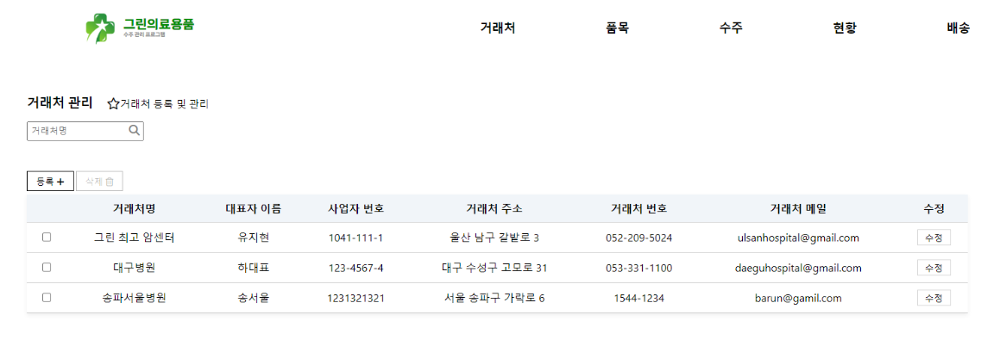 그린의료용품
수주 관리 프로그램
거래처 품목 수주 현황 배송
거래처 관리 거래처 등록 및 관리
거래처명
등록 삭제
거래처명 대표자 이름 사업자 번호 거래처 주소 거래처 번호 거래처 메일 수정
그린 최고 암센터 유지현 1041-111-1 울산 남구 갈밭로 3 052-209-5024 ulsanhospital@gmail.com 수정
대구병원 하대표 123-4567-4 대구 수성구 고모로 31 053-331-1100 daeguhospital@gmail.com 수정
송파서울병원 송서울 1231321321 서울 송파구 가락로 6 1544-1234 barun@gamil.com 수정